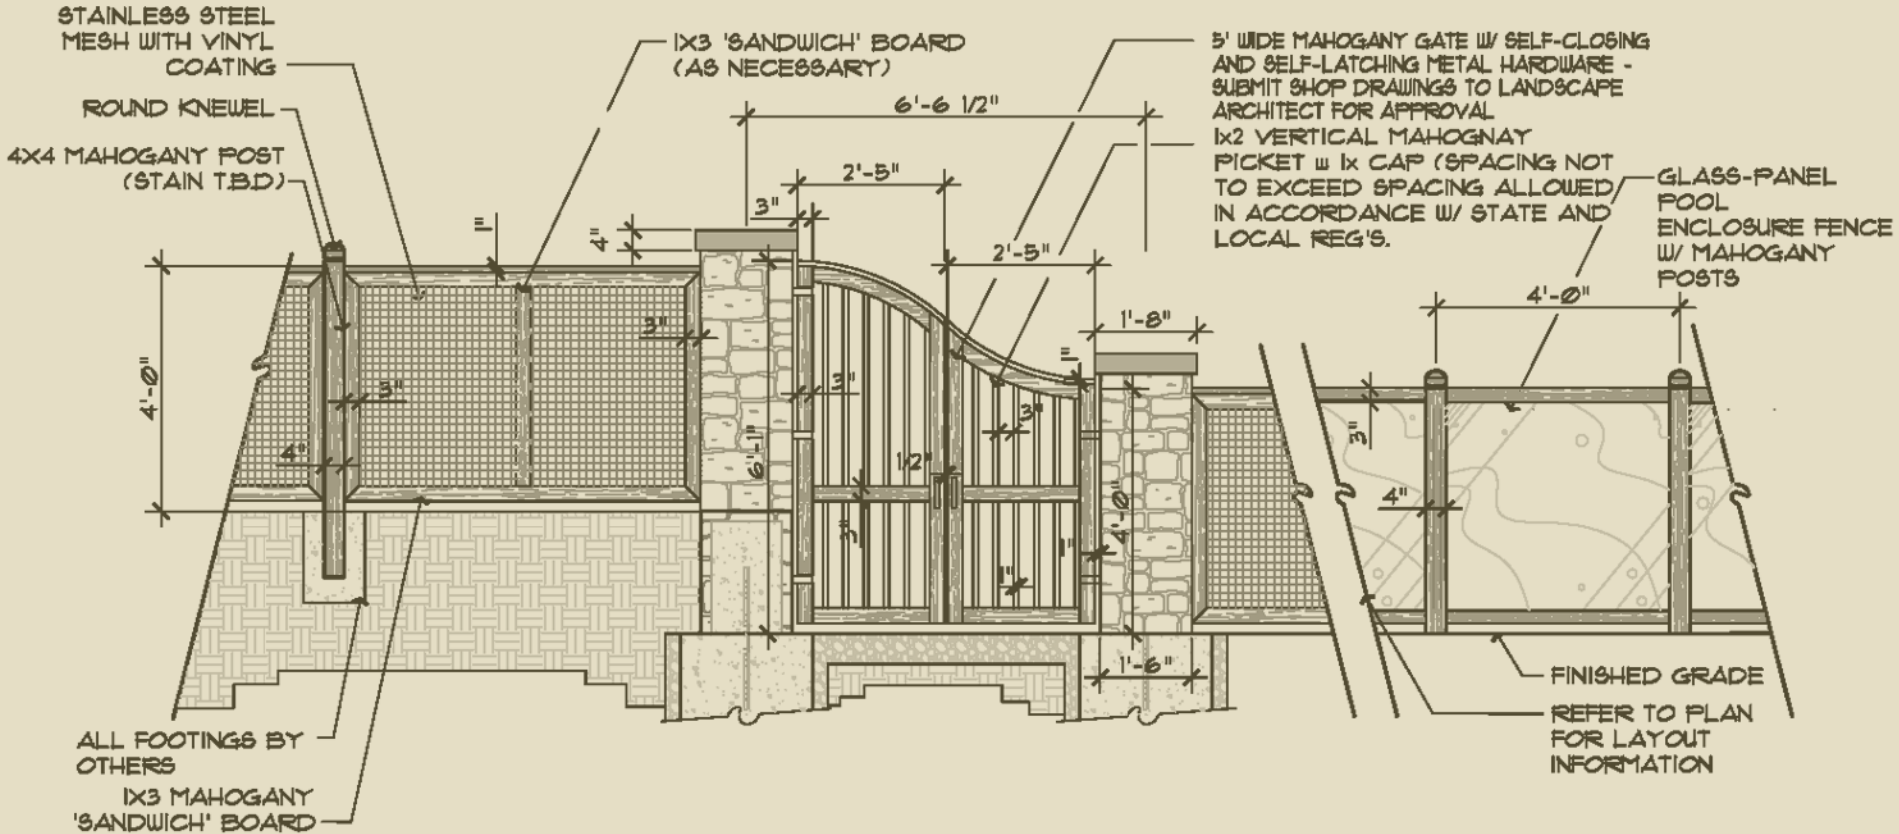 STAINLESS STEEL
MESH WITH VINYL
COATING
ROUND KNEWEL
4X4 MAHOGANY POST
(STAIN T.B.D)
1X3 'SANDWICH' BOARD
(AS NECESSARY)
5' WIDE MAHOGANY GATE W/ SELF-CLOSING
AND SELF-LATCHING METAL HARDWARE -
SUBMIT SHOP DRAWINGS TO LANDSCAPE
ARCHITECT FOR APPROVAL
1x2 VERTICAL MAHOGNAY
PICKET w 1x CAP (SPACING NOT
TO EXCEED SPACING ALLOWED
IN ACCORDANCE W/ STATE AND
LOCAL REG'S.
GLASS-PANEL
POOL
ENCLOSURE FENCE
W/ MAHOGANY
POSTS
6'-6 1/2"
2'-5"
3"
1"
4"
2'-5"
4'-0"
1'-8"
3"
1"
4'-0"
3"
3"
3"
3"
4"
6'-1"
1/2"
4'-0"
4"
3"
1"
1"
1'-6"
FINISHED GRADE
REFER TO PLAN
FOR LAYOUT
INFORMATION
ALL FOOTINGS BY
OTHERS
1X3 MAHOGANY
'SANDWICH' BOARD